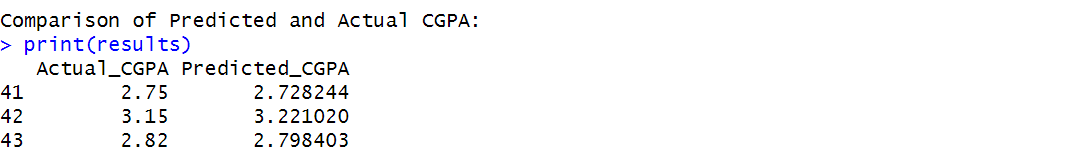 Comparison of Predicted and Actual CGPA:
> print(results)
   Actual_CGPA Predicted_CGPA
41        2.75       2.728244
42        3.15       3.221020
43        2.82       2.798403